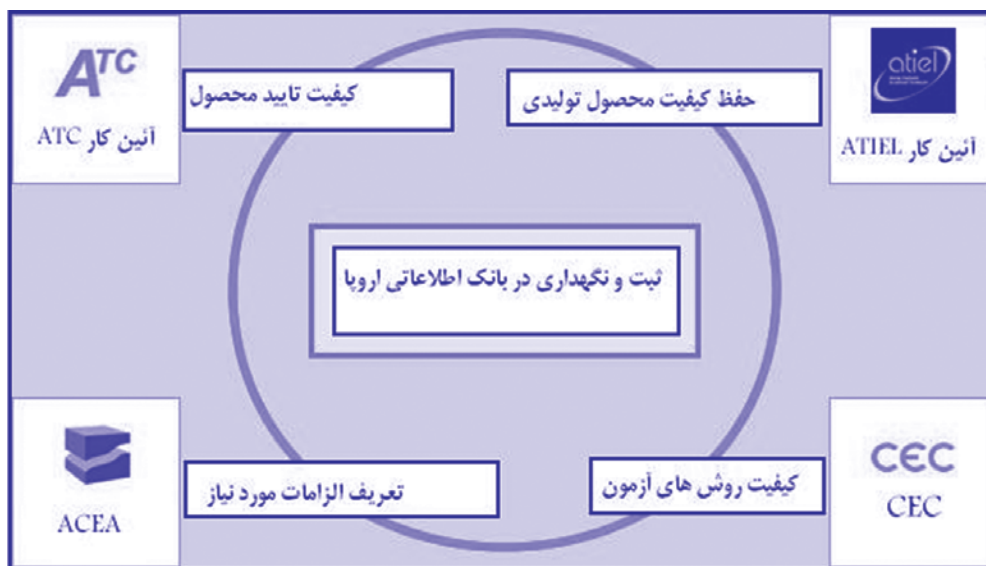 ATC
آئین کار ATC
کیفیت تایید محصول
حفظ کیفیت محصول تولیدی
atiel
آئین کار ATIEL
ثبت و نگهداری در بانک اطلاعاتی اروپا
ACEA
تعریف الزامات مورد نیاز
کیفیت روش های آزمون
CEC
CEC